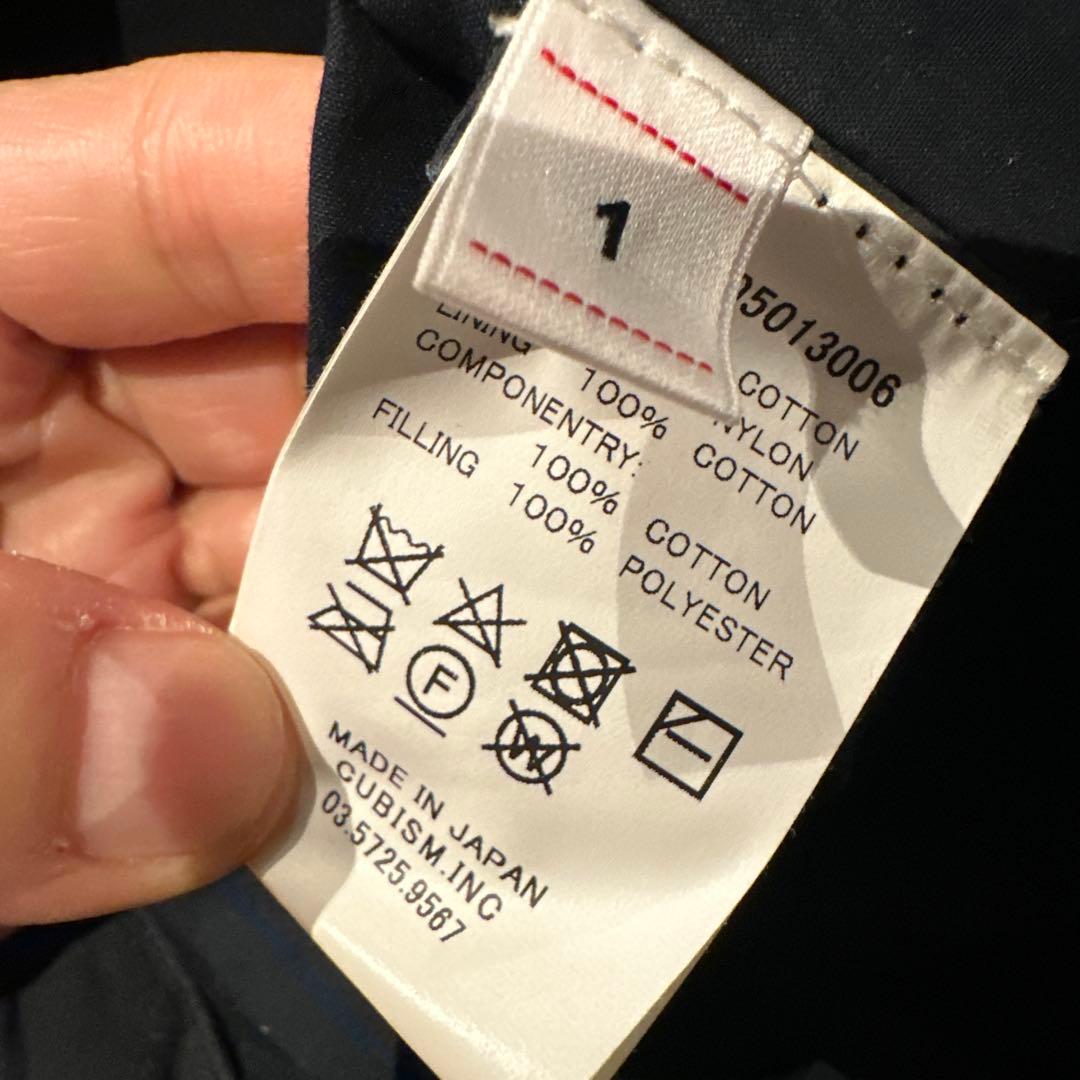 1
5013006
COTTON
NYLON
LINING 100% COTTON
COMPONENTRY:
100% COTTON
FILLING 100% POLYESTER
F W
MADE IN JAPAN
CUBISM.INC
03.5725.9567